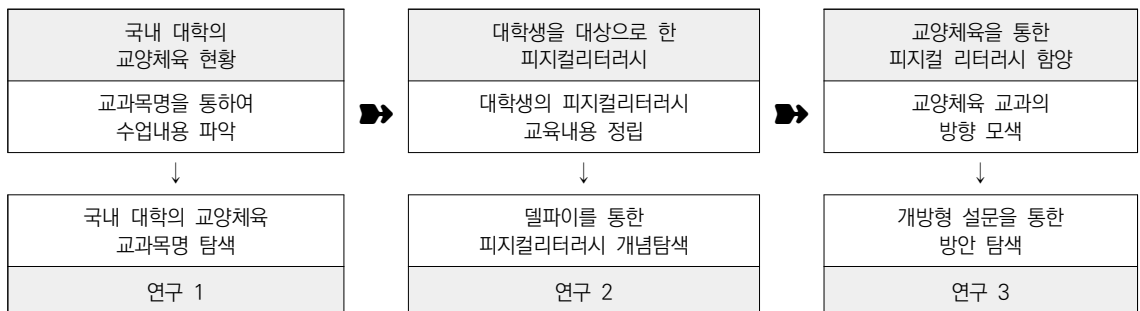 국내 대학의
교양체육 현황
교과목명을 통하여
수업내용 파악
↓
국내 대학의 교양체육
교과목명 탐색
연구 1
대학생을 대상으로 한
피지컬리터러시
대학생의 피지컬리터러시
교육내용 정립
↓
델파이를 통한
피지컬리터러시 개념탐색
연구 2
교양체육을 통한
피지컬 리터러시 함양
교양체육 교과의
방향 모색
↓
개방형 설문을 통한
방안 탐색
연구 3